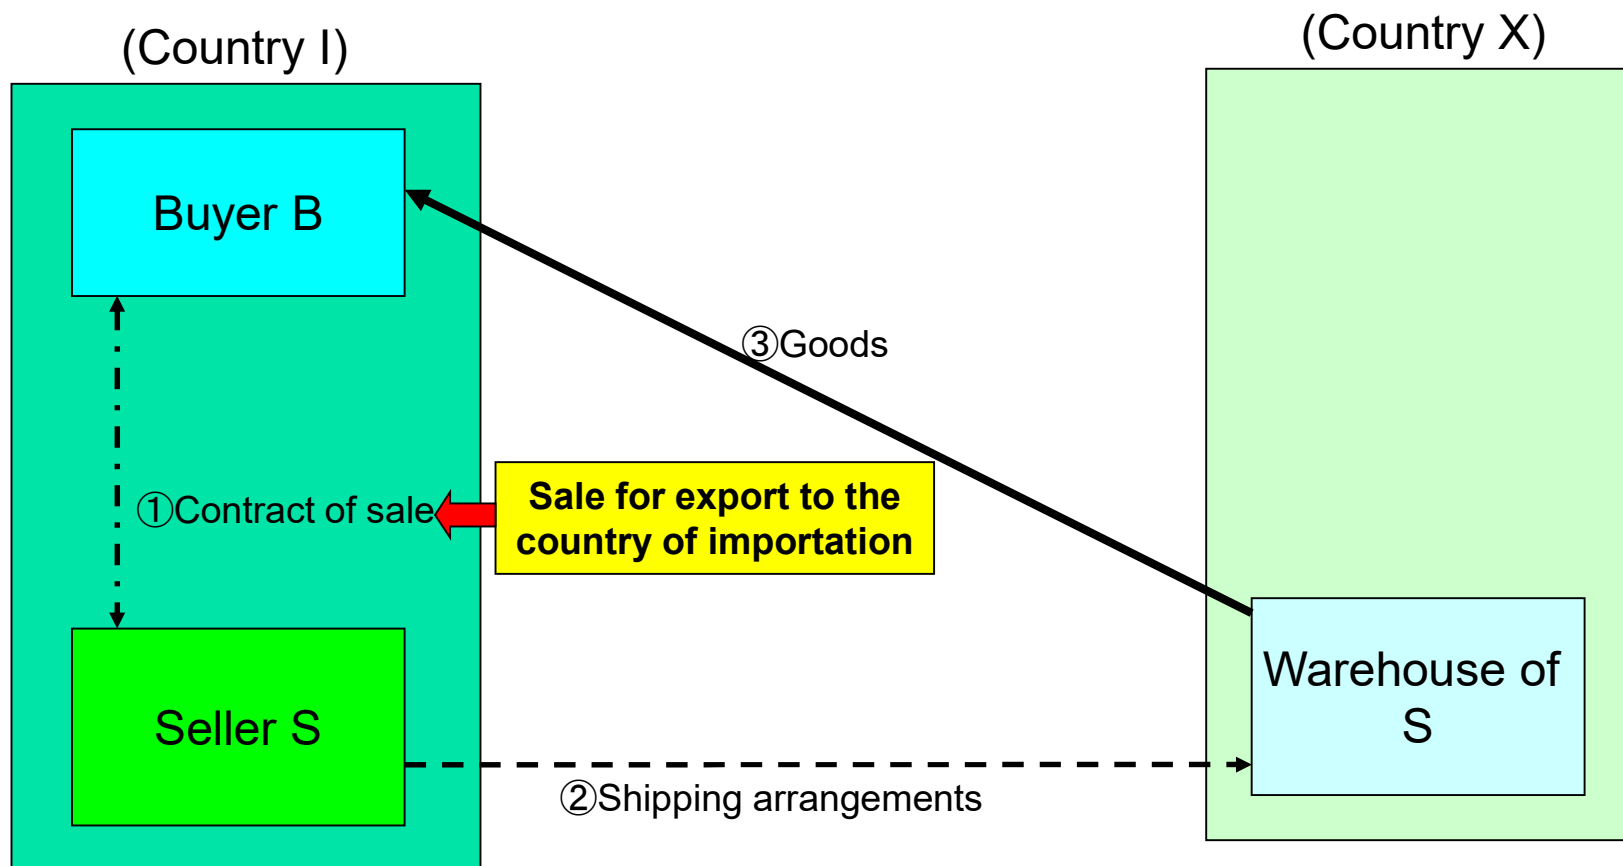 (Country I)
(Country X)
Buyer B
③Goods
①Contract of sale
Sale for export to the
country of importation
Warehouse of
S
Seller S
②Shipping arrangements